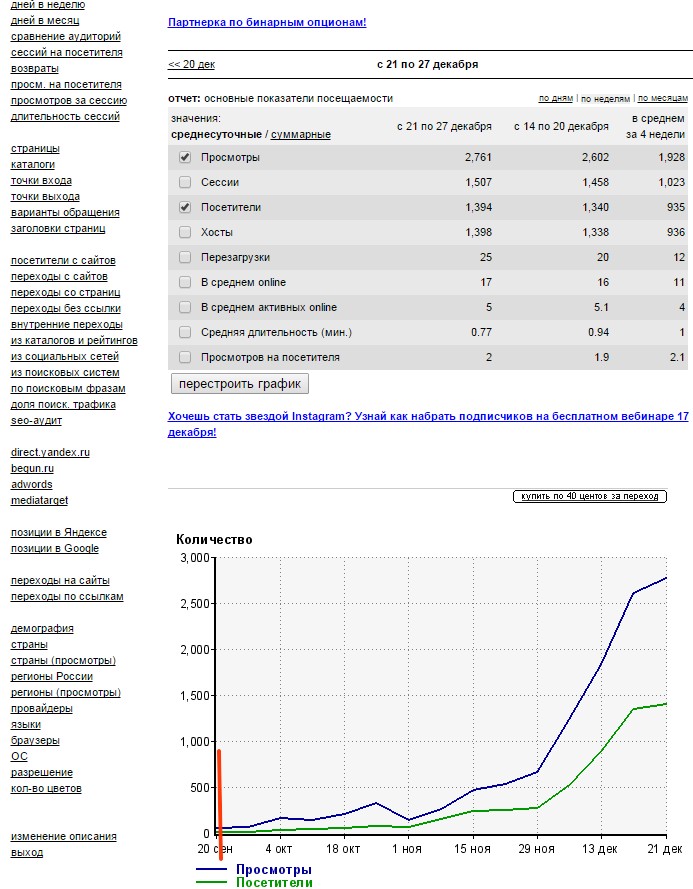 дней в неделю
дней в месяц
сравнение аудиторий
сессий на посетителя
возвраты
просм. на посетителя
просмотров за сессию
длительность сессий
страницы
каталоги
точки входа
точки выхода
варианты обращения
заголовки страниц
посетители с сайтов
переходы с сайтов
переходы со страниц
переходы без ссылки
внутренние переходы
из каталогов и рейтингов
из социальных сетей
из поисковых систем
по поисковым фразам
доля поиск. трафика
seo-аудит
direct.yandex.ru
begun.ru
adwords
mediatarget
позиции в Яндексе
позиции в Google
переходы на сайты
переходы по ссылкам
демография
страны
страны (просмотры)
регионы России
регионы (просмотры)
провайдеры
языки
браузеры
ОС
разрешение
кол-во цветов
изменение описания
выход
Партнерка по бинарным опционам!
<< 20 дек с 21 по 27 декабря
отчет: основные показатели посещаемости по дням | по неделям | по месяцам
значения:
среднесуточные / суммарные с 21 по 27 декабря с 14 по 20 декабря в среднем за 4 недели
Просмотры 2,761 2,602 1,928
Сессии 1,507 1,458 1,023
Посетители 1,394 1,340 935
Хосты 1,398 1,338 936
Перезагрузки 25 20 12
В среднем online 17 16 11
В среднем активных online 5 5.1 4
Средняя длительность (мин.) 0.77 0.94 1
Просмотров на посетителя 2 1.9 2.1
перестроить график
Хочешь стать звездой Instagram? Узнай как набрать подписчиков на бесплатном вебинаре 17
декабря!
купить по 40 центов за переход
Количество
3,000
2,500
2,000
1,500
1,000
500
0
20 сен 4 окт 18 окт 1 ноя 15 ноя 29 ноя 13 дек 21 дек
Просмотры
Посетители